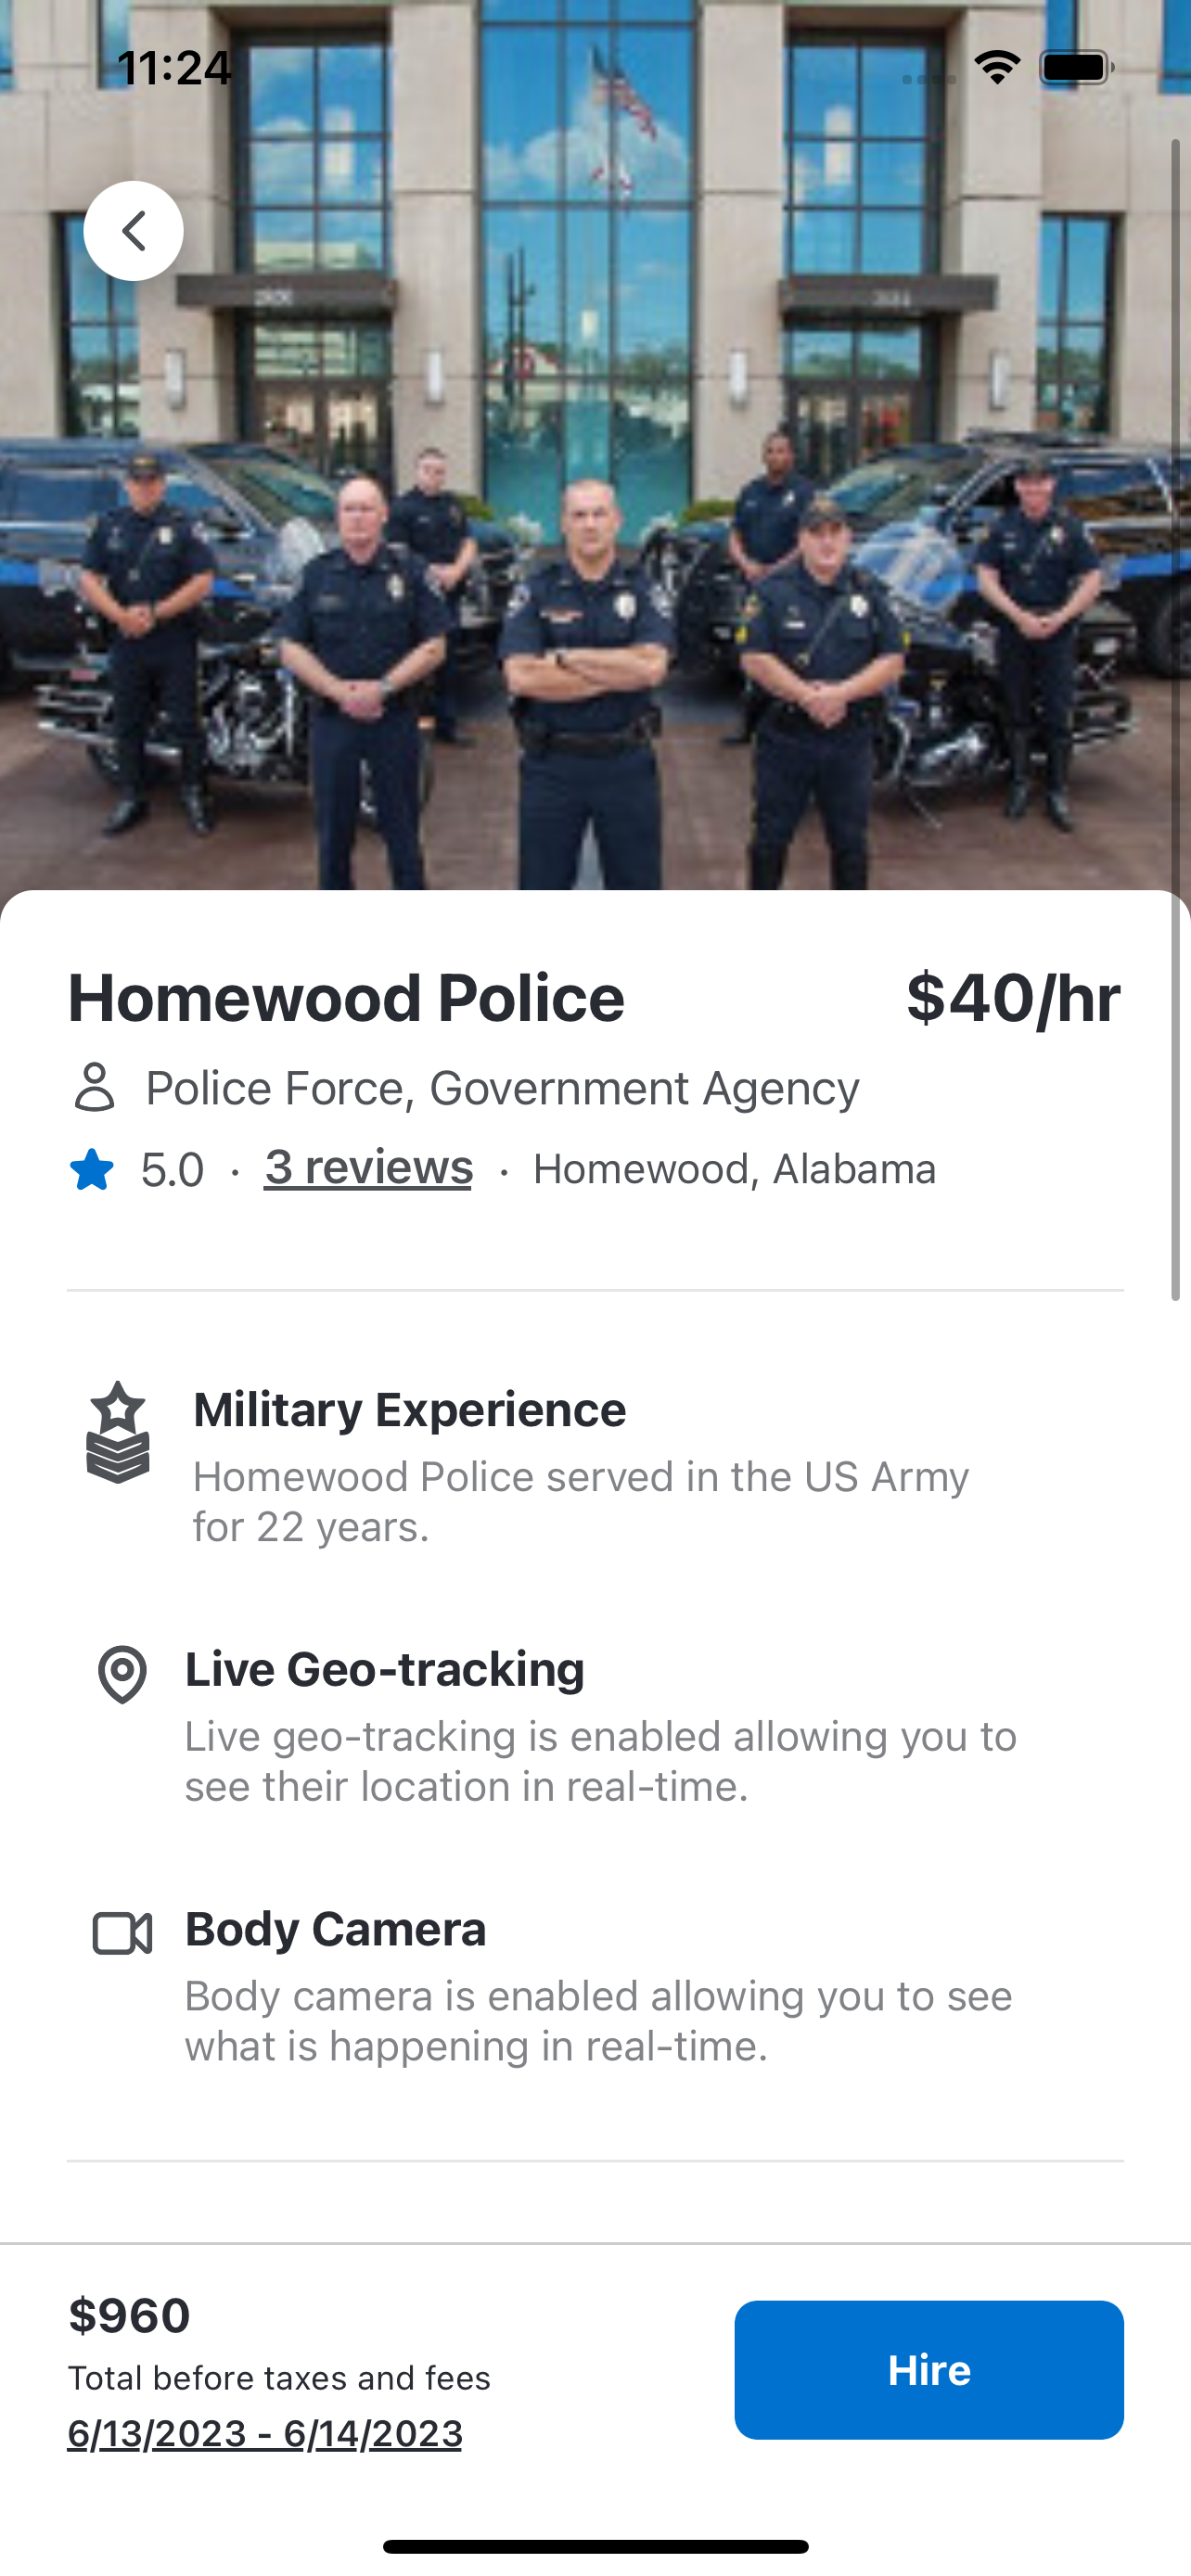 11:24
Homewood Police
$40/hr
Police Force, Government Agency
5.0 · 3 reviews · Homewood, Alabama
Military Experience
Homewood Police served in the US Army
for 22 years.
Live Geo-tracking
Live geo-tracking is enabled allowing you to
see their location in real-time.
Body Camera
Body camera is enabled allowing you to see
what is happening in real-time.
$960
Total before taxes and fees
6/13/2023 - 6/14/2023
Hire